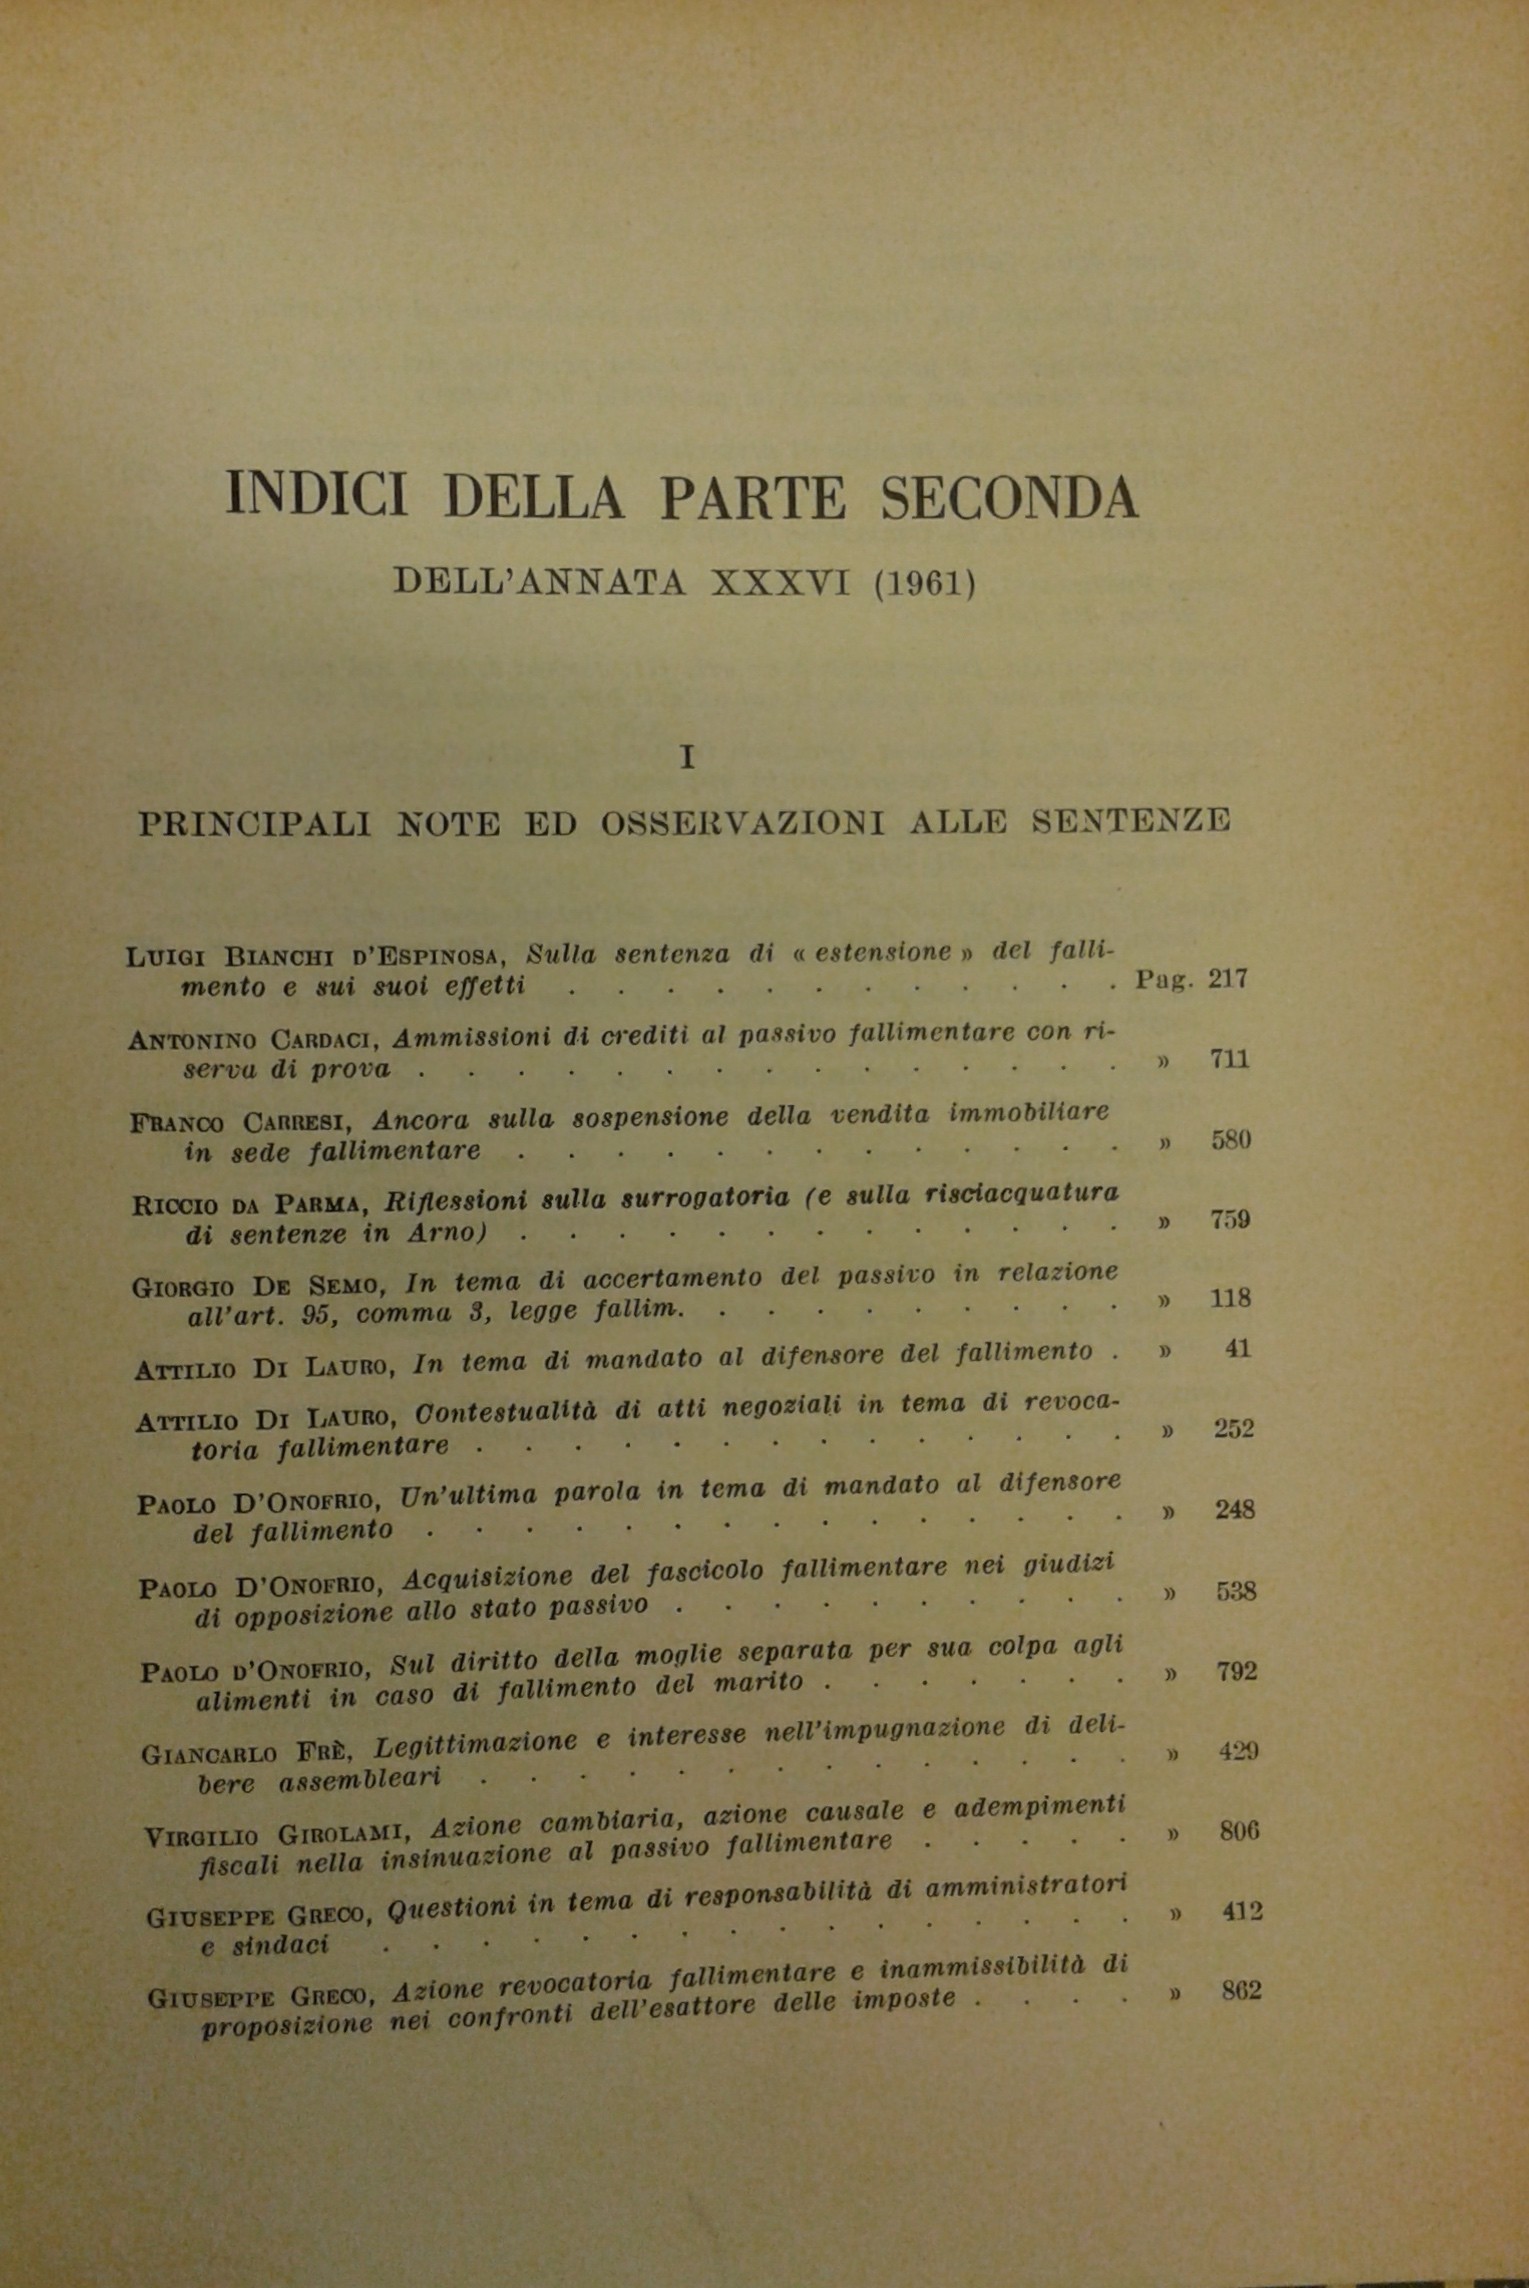 INDICI DELLA PARTE SECONDA
DELL'ANNATA XXXVI (1961)
I
PRINCIPALI NOTE ED OSSERVAZIONI ALLE SENTENZE
LUIGI BIANCHI D'ESPINOSA, Sulla sentenza di « estensione » del falli-
mento e sui suoi effetti . . . . . . . . . . . . Pag. 217
ANTONINO CARDACI, Ammissioni di crediti al passivo fallimentare con ri-
serva di prova . . . . . . . . . . . . . . . » 711
FRANCO CARRESI, Ancora sulla sospensione della vendita immobiliare
in sede fallimentare . . . . . . . . . . . . . » 580
RICCIO DA PARMA, Riflessioni sulla surrogatoria (e sulla risciacquatura
di sentenze in Arno) . . . . . . . . . . . . . » 759
GIORGIO DE SEMO, In tema di accertamento del passivo in relazione
all'art. 95, comma 3, legge fallim. . . . . . . . . . » 118
ATTILIO DI LAURO, In tema di mandato al difensore del fallimento . » 41
ATTILIO DI LAURO, Contestualità di atti negoziali in tema di revoca-
toria fallimentare . . . . . . . . . . . . . . » 252
PAOLO D'ONOFRIO, Un'ultima parola in tema di mandato al difensore
del fallimento . . . . . . . . . . . . . . . » 248
PAOLO D'ONOFRIO, Acquisizione del fascicolo fallimentare nei giudizi
di opposizione allo stato passivo . . . . . . . . . . » 538
PAOLO D'ONOFRIO, Sul diritto della moglie separata per sua colpa agli
alimenti in caso di fallimento del marito . . . . . . . » 792
GIANCARLO FRÈ, Legittimazione e interesse nell'impugnazione di deli-
bere assembleari . . . . . . . . . . . . . . » 429
VIRGILIO GIROLAMI, Azione cambiaria, azione causale e adempimenti
fiscali nella insinuazione al passivo fallimentare . . . . . » 806
GIUSEPPE GRECO, Questioni in tema di responsabilità di amministratori
e sindaci . . . . . . . . . . . . . . . . » 412
GIUSEPPE GRECO, Azione revocatoria fallimentare e inammissibilità di
proposizione nei confronti dell'esattore delle imposte . . . . » 862